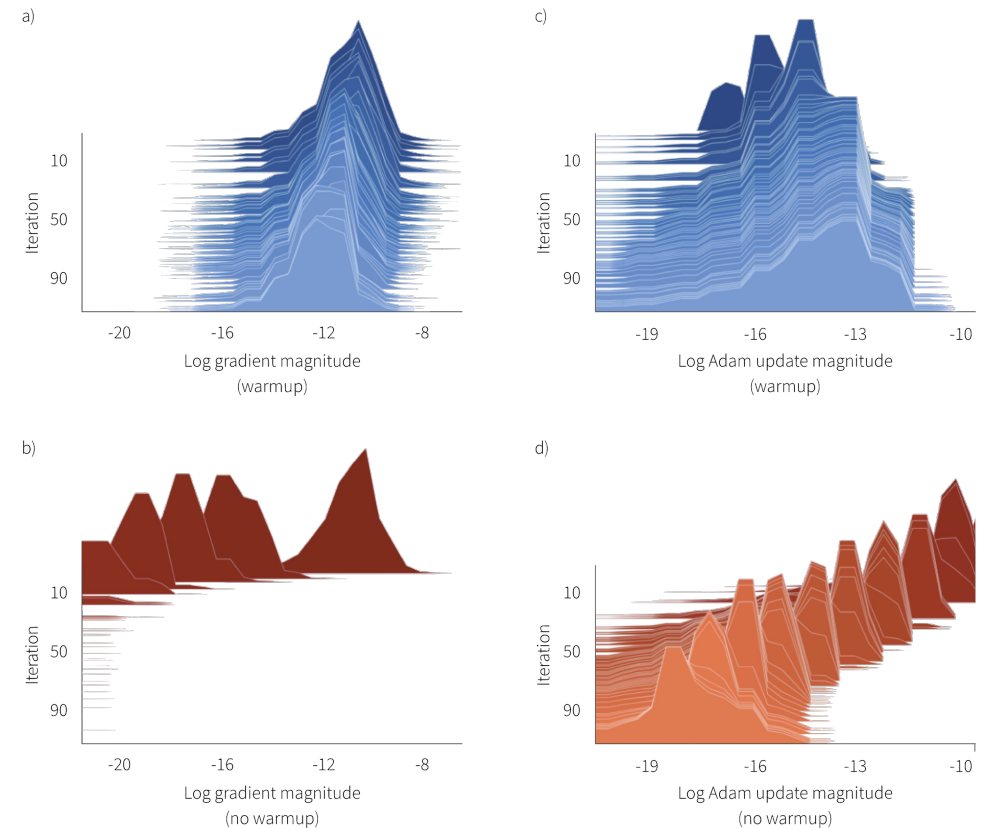 a)
10
50
90
Iteration
-20 -16 -12 -8
Log gradient magnitude
(warmup)
c)
10
50
90
Iteration
-19 -16 -13 -10
Log Adam update magnitude
(warmup)
b)
10
50
90
Iteration
-20 -16 -12 -8
Log gradient magnitude
(no warmup)
d)
10
50
90
Iteration
-19 -16 -13 -10
Log Adam update magnitude
(no warmup)